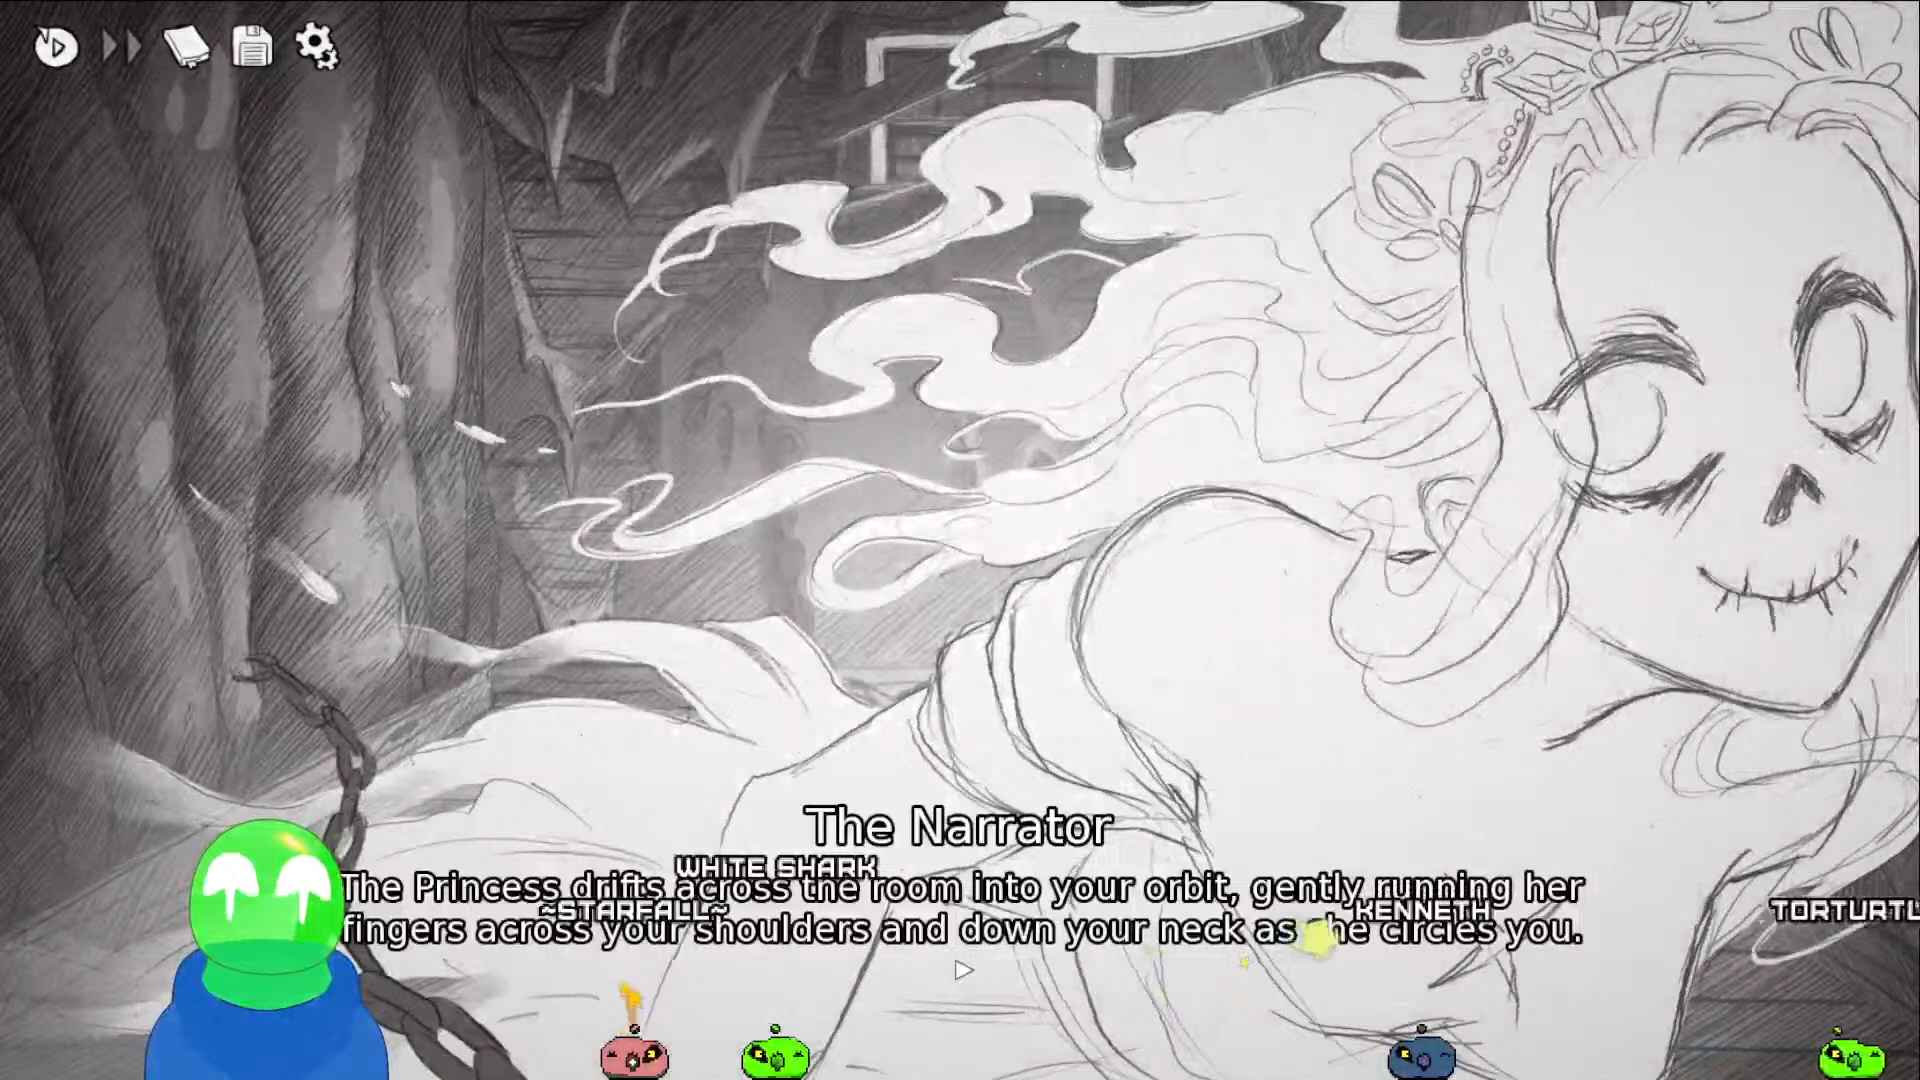 The Narrator
WHITE SHARK
The Princess drifts across the room into your orbit, gently running her
~STARFALL~
KENNETH
TORTURTL
fingers across your shoulders and down your neck as she circles you.